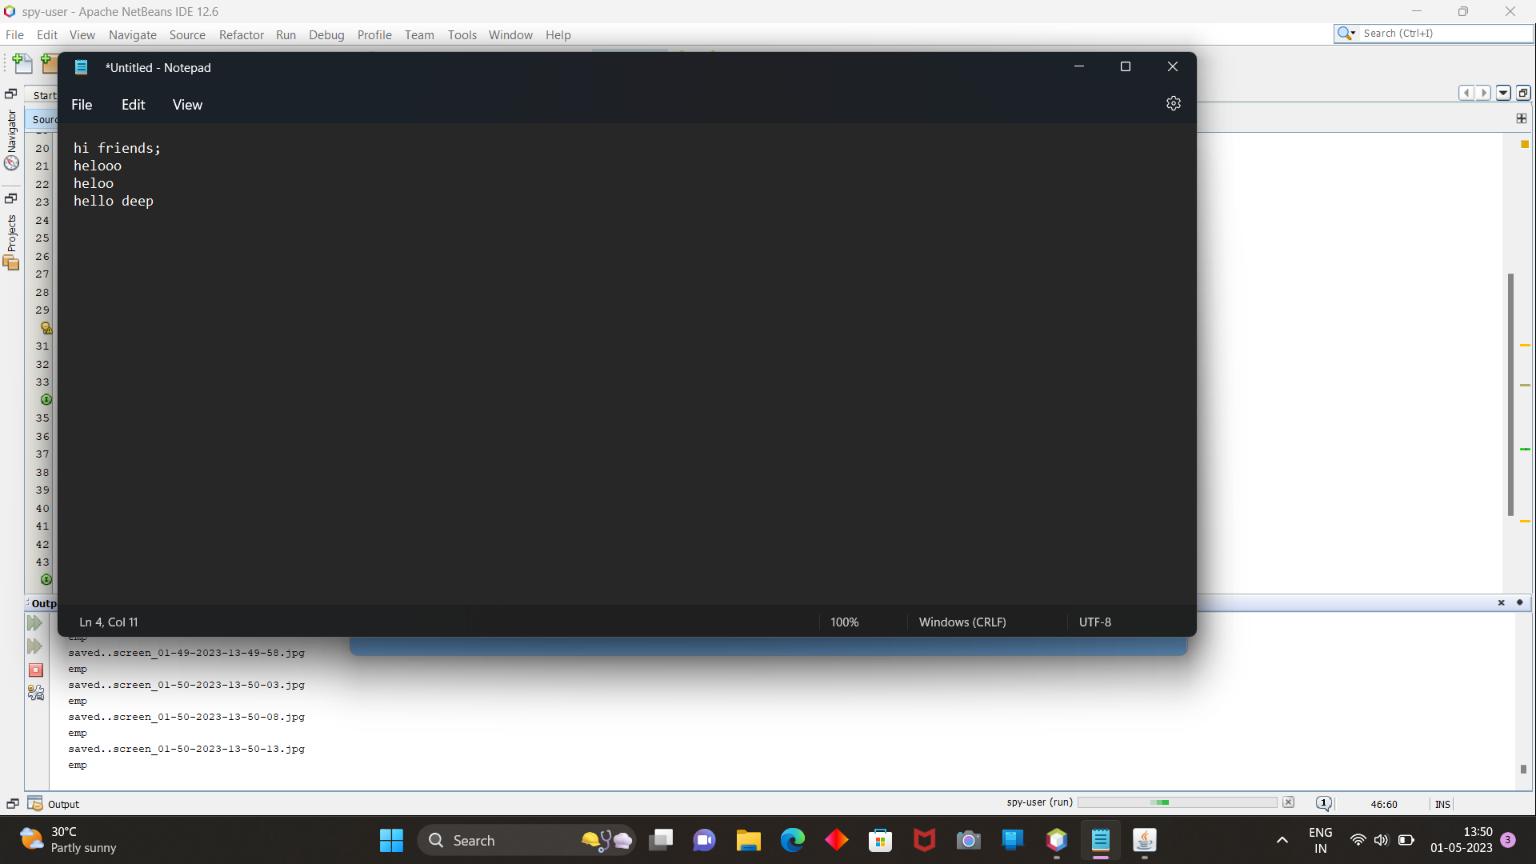 spy-user - Apache NetBeans IDE 12.6
File Edit View Navigate Source Refactor Run Debug Profile Team Tools Window Help
Search (Ctrl+I)
*Untitled - Notepad
Start
File Edit View
Sourc
Navigator
Projects
hi friends;
helooo
heloo
hello deep
20
21
22
23
24
25
26
27
28
29
31
32
33
35
36
37
38
39
40
41
42
43
Outp
Ln 4, Col 11
100%
Windows (CRLF)
UTF-8
emp
saved..screen_01-49-2023-13-49-58.jpg
emp
saved..screen_01-50-2023-13-50-03.jpg
emp
saved..screen_01-50-2023-13-50-08.jpg
emp
saved..screen_01-50-2023-13-50-13.jpg
emp
Output
spy-user (run)
1
46:60
INS
30°C
Partly sunny
Search
ENG
IN
13:50
01-05-2023
3